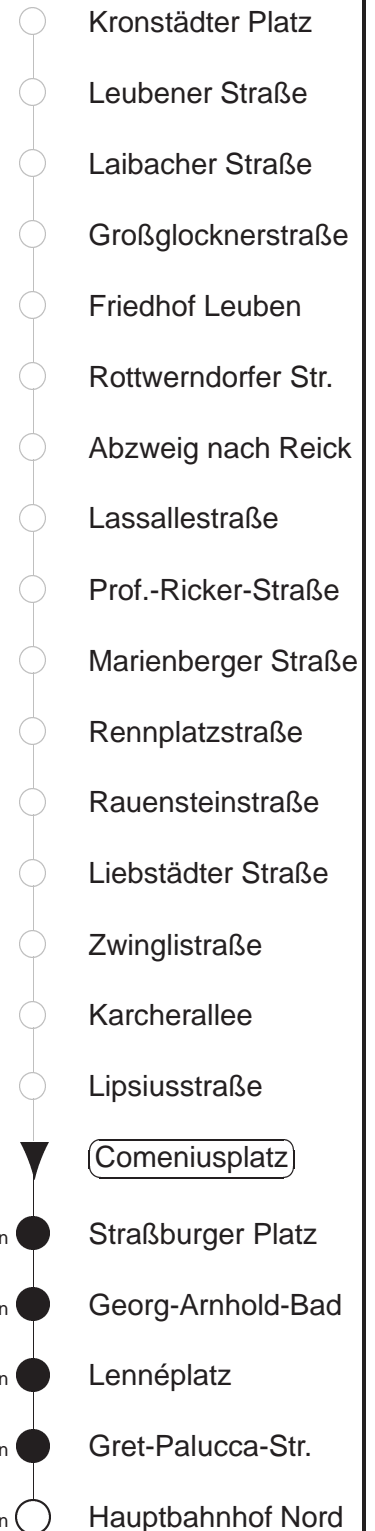 Kronstädter Platz
Leubener Straße
Laibacher Straße
Großglocknerstraße
Friedhof Leuben
Rottwerndorfer Str.
Abzweig nach Reick
Lassallestraße
Prof.-Ricker-Straße
Marienberger Straße
Rennplatzstraße
Rauensteinstraße
Liebstädter Straße
Zwinglistraße
Karcherallee
Lipsiusstraße
Comeniusplatz
n Straßburger Platz
n Georg-Arnhold-Bad
n Lennéplatz
n Gret-Palucca-Str.
n Hauptbahnhof Nord